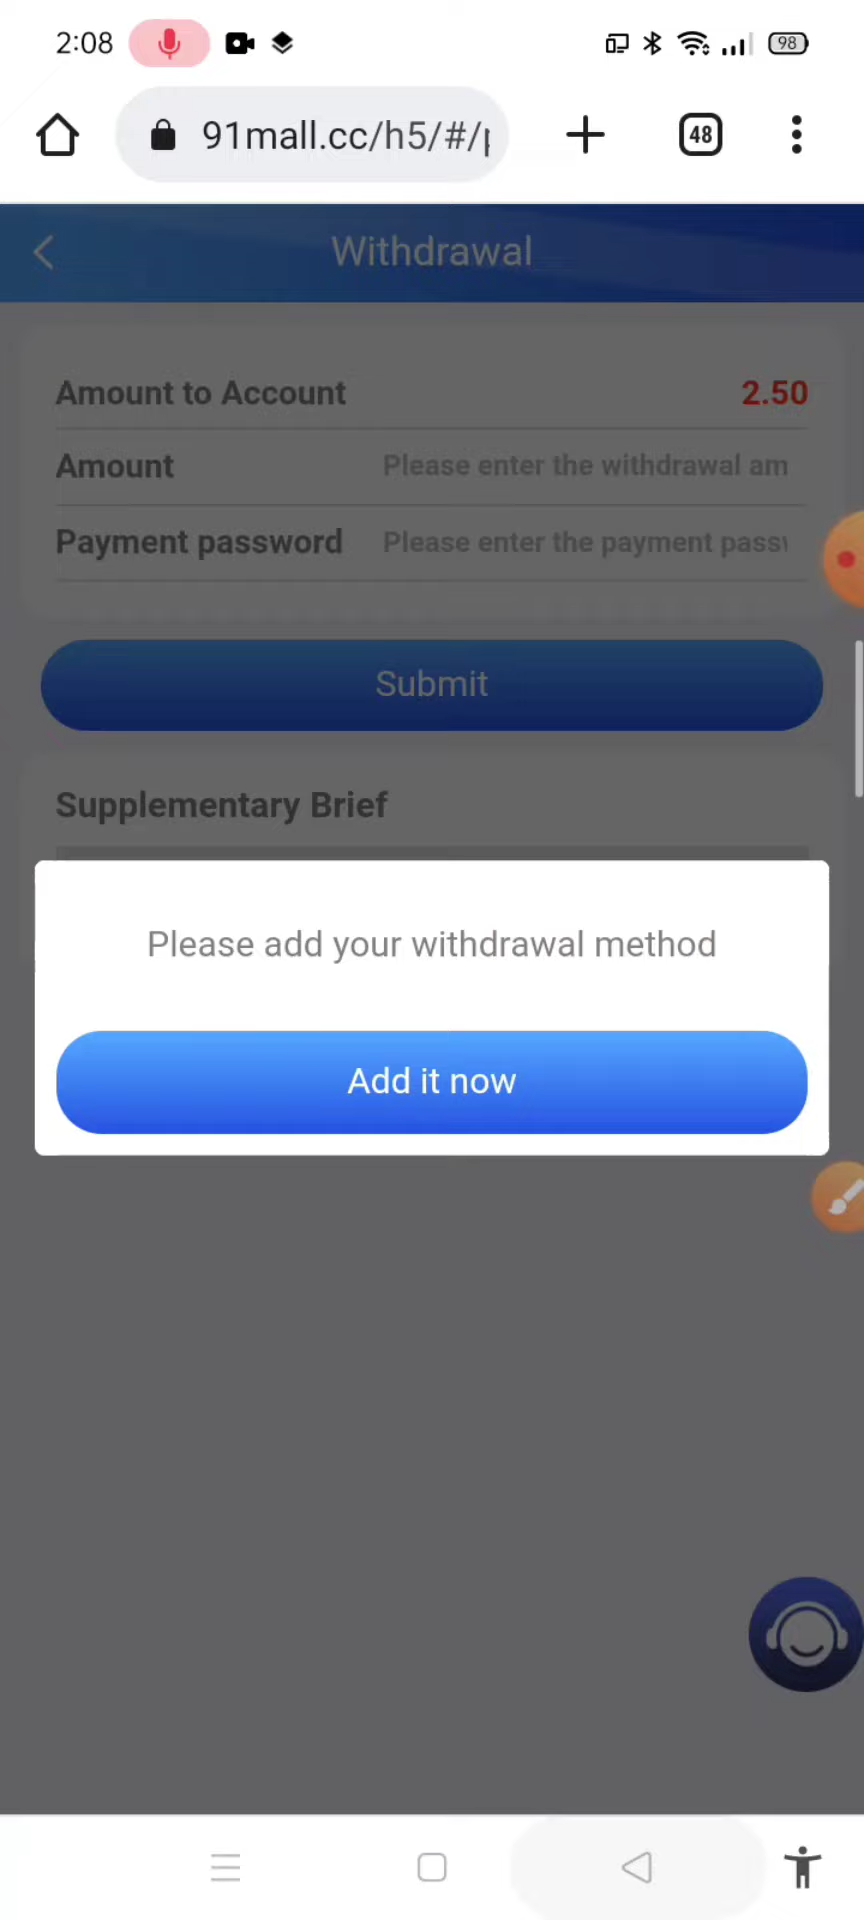 2:08
98
91mall.cc/h5/#/
48
Withdrawal
Amount to Account 2.50
Amount Please enter the withdrawal am
Payment password Please enter the payment passw
Submit
Supplementary Brief
Please add your withdrawal method
Add it now